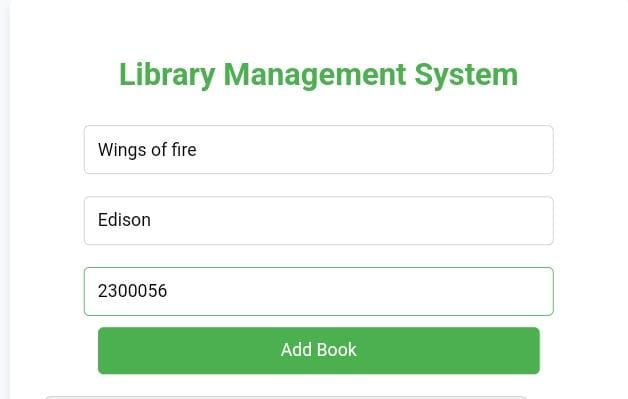 Library Management System
Wings of fire
Edison
2300056
Add Book